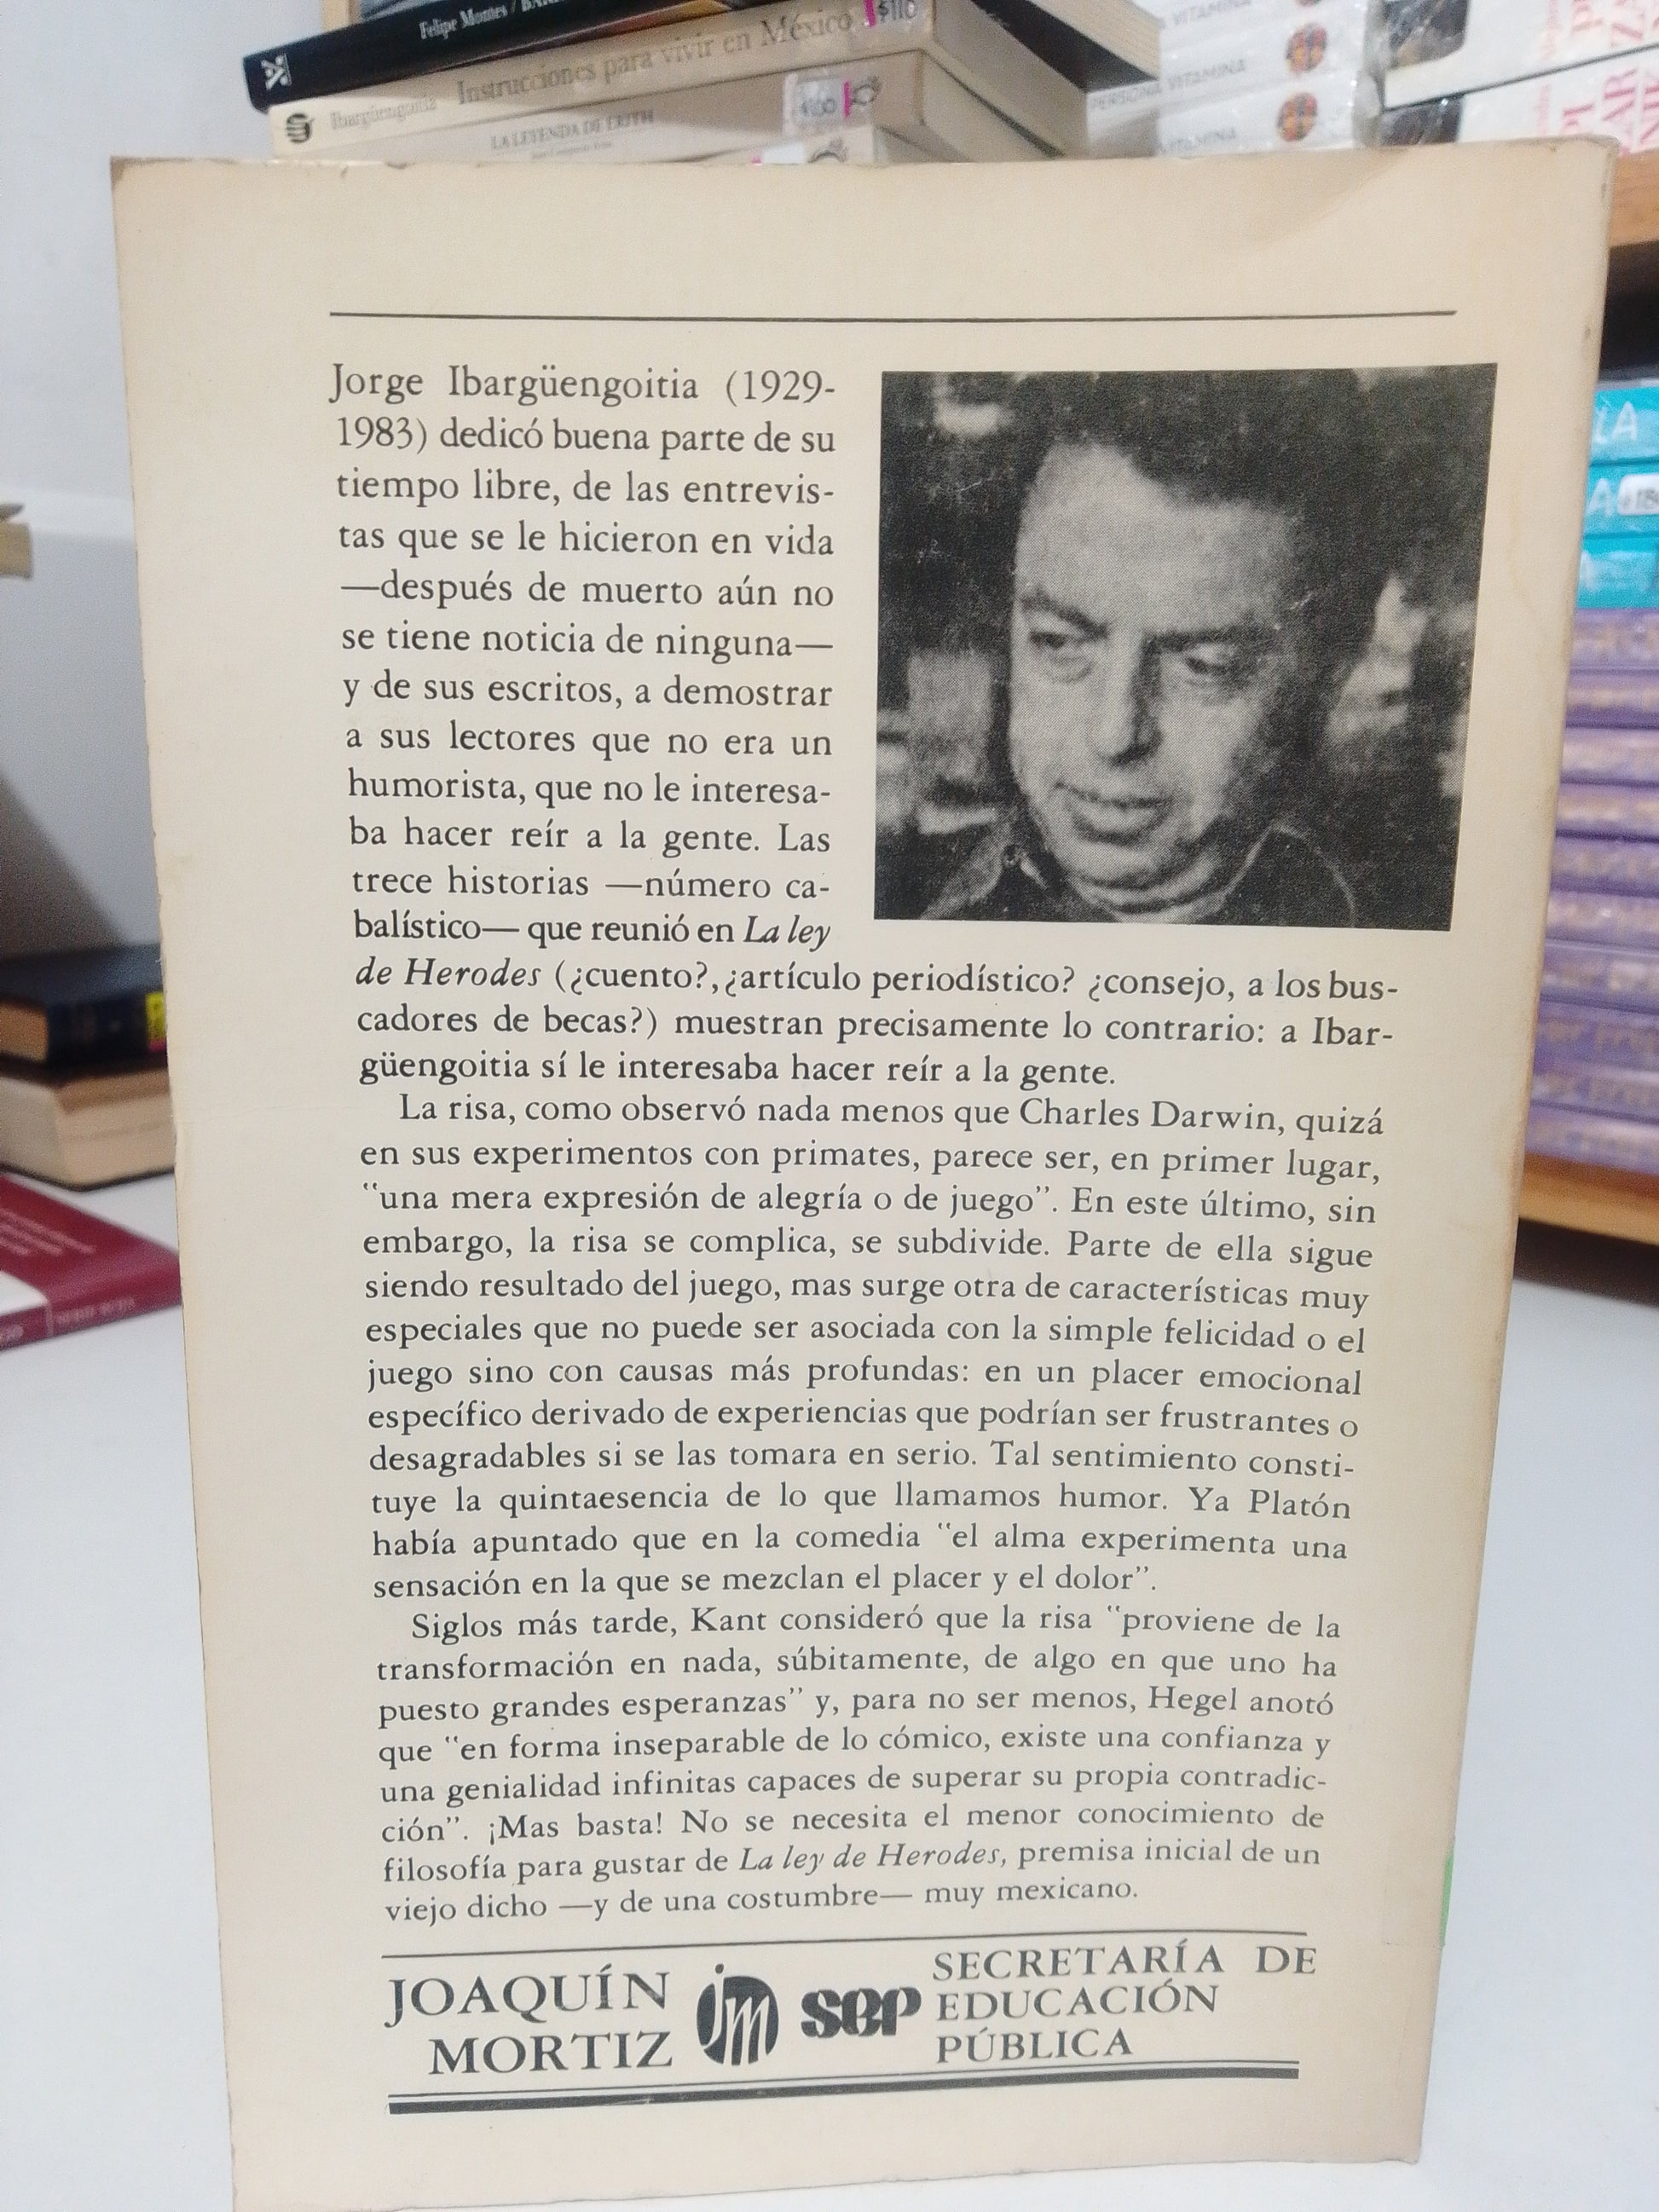 Felipe Montes /
Ibargüengoitia Instrucciones para vivir en México $110
LA LEYENDA DE LILITH
PERSONA VITAMINA
VITAMINA
Jorge Ibargüengoitia (1929-
1983) dedicó buena parte de su
tiempo libre, de las entrevis-
tas que se le hicieron en vida
—después de muerto aún no
se tiene noticia de ninguna—
y de sus escritos, a demostrar
a sus lectores que no era un
humorista, que no le interesa-
ba hacer reír a la gente. Las
trece historias —número ca-
balístico— que reunió en La ley
de Herodes (¿cuento?, ¿artículo periodístico? ¿consejo, a los bus-
cadores de becas?) muestran precisamente lo contrario: a Ibar-
güengoitia sí le interesaba hacer reír a la gente.
La risa, como observó nada menos que Charles Darwin, quizá
en sus experimentos con primates, parece ser, en primer lugar,
“una mera expresión de alegría o de juego”. En este último, sin
embargo, la risa se complica, se subdivide. Parte de ella sigue
siendo resultado del juego, mas surge otra de características muy
especiales que no puede ser asociada con la simple felicidad o el
juego sino con causas más profundas: en un placer emocional
específico derivado de experiencias que podrían ser frustrantes o
desagradables si se las tomara en serio. Tal sentimiento consti-
tuye la quintaesencia de lo que llamamos humor. Ya Platón
había apuntado que en la comedia “el alma experimenta una
sensación en la que se mezclan el placer y el dolor”.
Siglos más tarde, Kant consideró que la risa “proviene de la
transformación en nada, súbitamente, de algo en que uno ha
puesto grandes esperanzas” y, para no ser menos, Hegel anotó
que “en forma inseparable de lo cómico, existe una confianza y
una genialidad infinitas capaces de superar su propia contradic-
ción”. ¡Mas basta! No se necesita el menor conocimiento de
filosofía para gustar de La ley de Herodes, premisa inicial de un
viejo dicho —y de una costumbre— muy mexicano.
JOAQUÍN
MORTIZ
jm
sep
SECRETARÍA DE
EDUCACIÓN
PÚBLICA